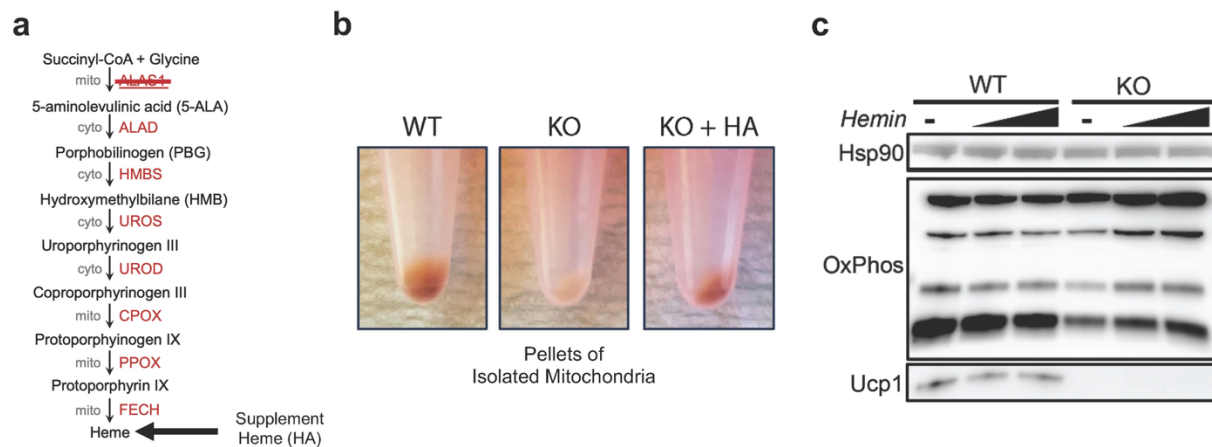 a
Succinyl-CoA + Glycine
mito ALAS1
5-aminolevulinic acid (5-ALA)
cyto ALAD
Porphobilinogen (PBG)
cyto HMBS
Hydroxymethylbilane (HMB)
cyto UROS
Uroporphyrinogen III
cyto UROD
Coproporphyrinogen III
mito CPOX
Protoporphyinogen IX
mito PPOX
Protoporphyrin IX
mito FECH
Heme
Supplement
Heme (HA)
b
WT KO KO + HA
Pellets of
Isolated Mitochondria
c
WT KO
Hemin - -
Hsp90
OxPhos
Ucp1